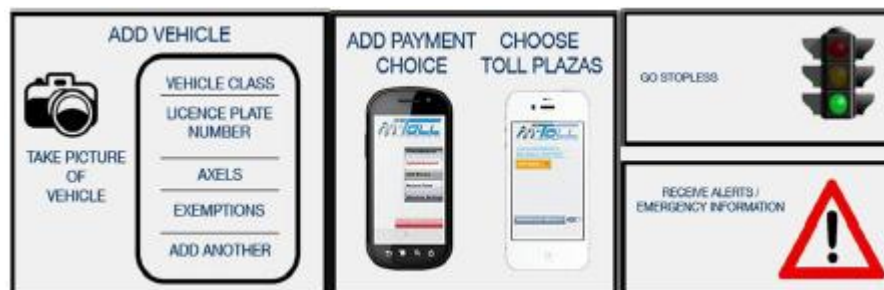 ADD VEHICLE
TAKE PICTURE
OF
VEHICLE
VEHICLE CLASS
LICENCE PLATE
NUMBER
AXELS
EXEMPTIONS
ADD ANOTHER
ADD PAYMENT
CHOICE
CHOOSE
TOLL PLAZAS
GO STOPLESS
RECEIVE ALERTS /
EMERGENCY INFORMATION